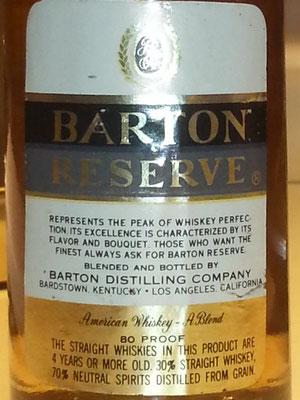 BARTON
RESERVE®
REPRESENTS THE PEAK OF WHISKEY PERFEC-
TION. ITS EXCELLENCE IS CHARACTERIZED BY ITS
FLAVOR AND BOUQUET. THOSE WHO WANT THE
FINEST ALWAYS ASK FOR BARTON RESERVE.
BLENDED AND BOTTLED BY
BARTON DISTILLING COMPANY
BARDSTOWN, KENTUCKY • LOS ANGELES, CALIFORNIA
American Whiskey - A Blend
80 PROOF
THE STRAIGHT WHISKIES IN THIS PRODUCT ARE
4 YEARS OR MORE OLD. 30% STRAIGHT WHISKEY,
70% NEUTRAL SPIRITS DISTILLED FROM GRAIN.